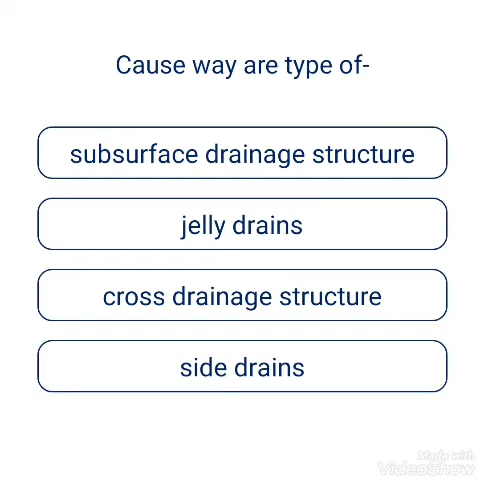 Cause way are type of-
subsurface drainage structure
jelly drains
cross drainage structure
side drains
Made with
VideoShow